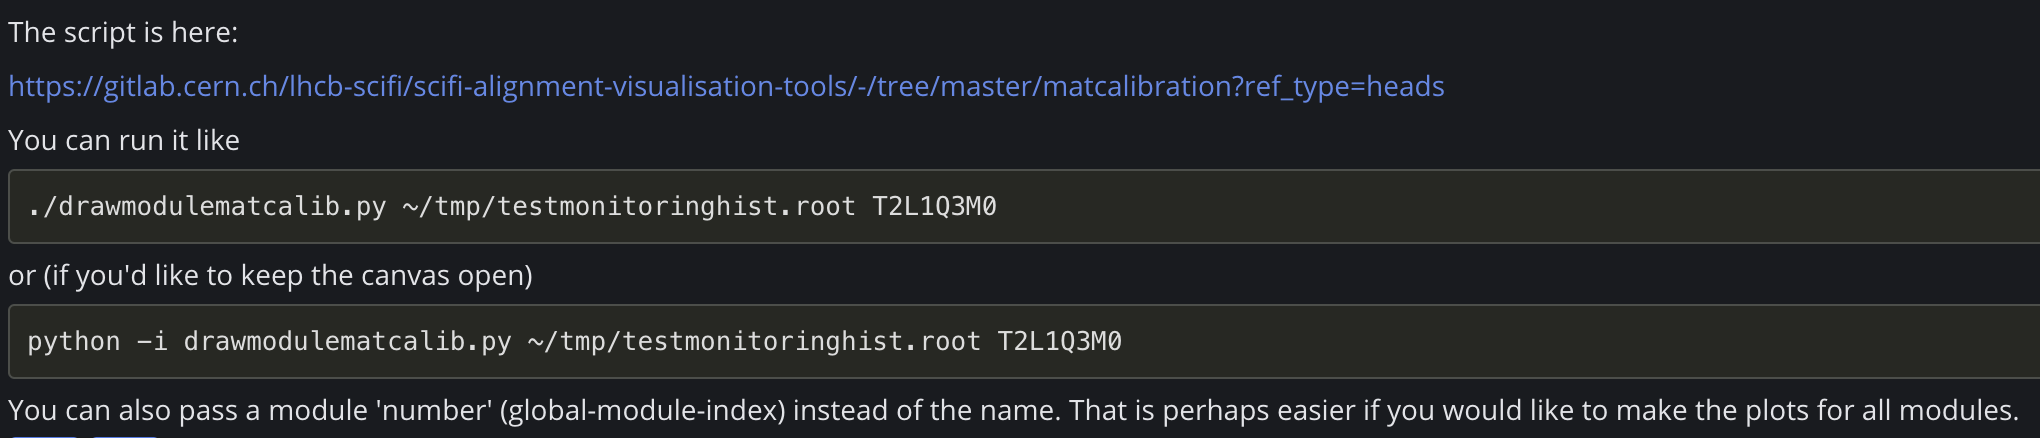 The script is here:
https://gitlab.cern.ch/lhcb-scifi/scifi-alignment-visualisation-tools/-/tree/master/matcalibration?ref_type=heads
You can run it like
./drawmodulematcalib.py ~/tmp/testmonitoringhist.root T2L1Q3M0
or (if you'd like to keep the canvas open)
python -i drawmodulematcalib.py ~/tmp/testmonitoringhist.root T2L1Q3M0
You can also pass a module 'number' (global-module-index) instead of the name. That is perhaps easier if you would like to make the plots for all modules.